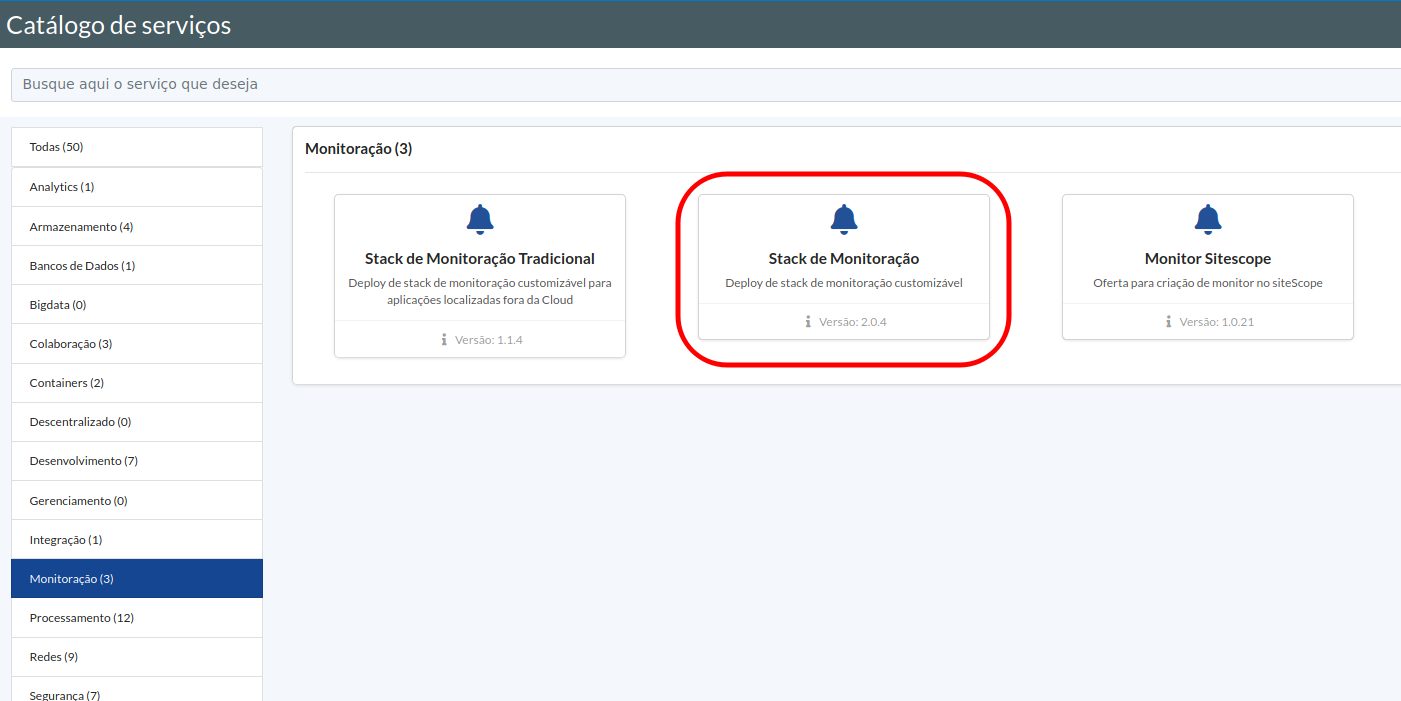 Catálogo de serviços
Busque aqui o serviço que deseja
Todas (50)
Analytics (1)
Armazenamento (4)
Bancos de Dados (1)
Bigdata (0)
Colaboração (3)
Containers (2)
Descentralizado (0)
Desenvolvimento (7)
Gerenciamento (0)
Integração (1)
Monitoração (3)
Processamento (12)
Redes (9)
Segurança (7)
Monitoração (3)
Stack de Monitoração Tradicional
Deploy de stack de monitoração customizável para
aplicações localizadas fora da Cloud
Versão: 1.1.4
Stack de Monitoração
Deploy de stack de monitoração customizável
Versão: 2.0.4
Monitor Sitescope
Oferta para criação de monitor no siteScope
Versão: 1.0.21